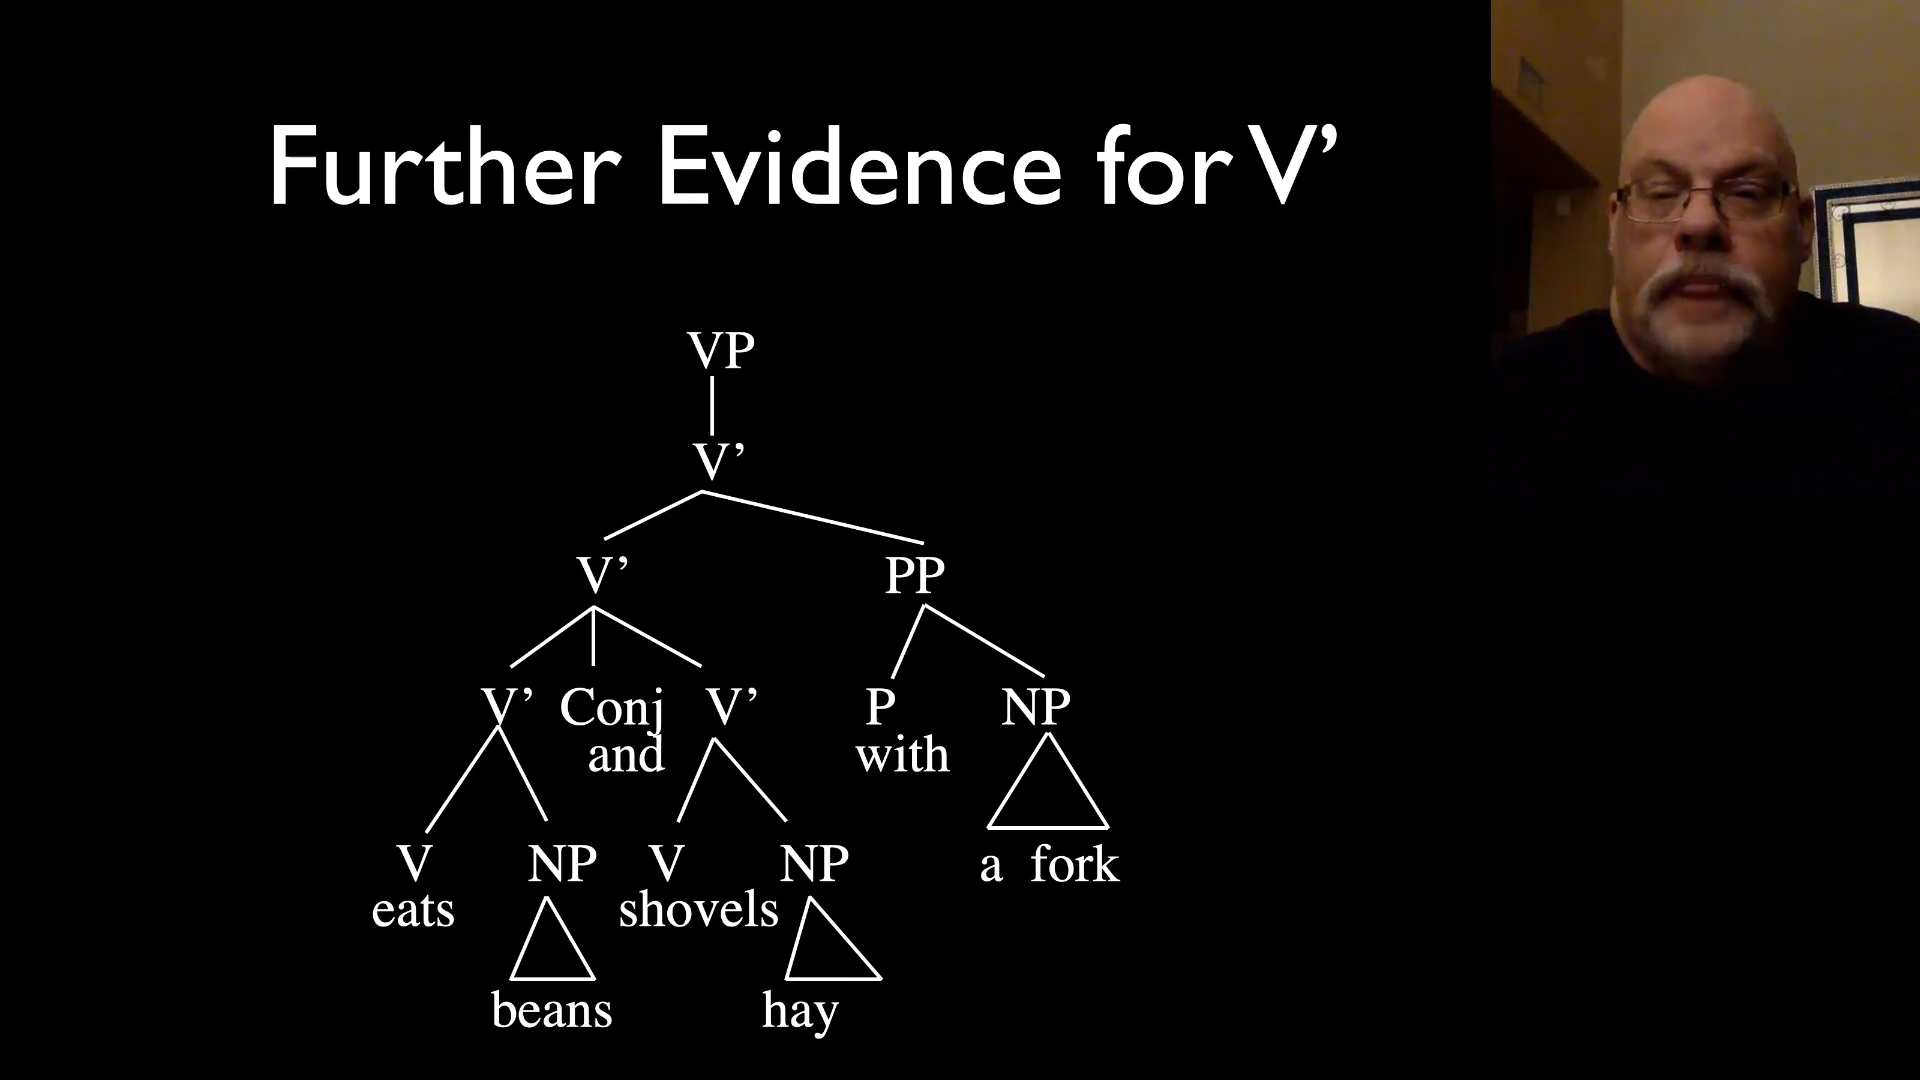 Further Evidence for V’
VP
V’
V’ PP
V’ Conj V’ P NP
and with
V NP V NP a fork
eats shovels
beans hay